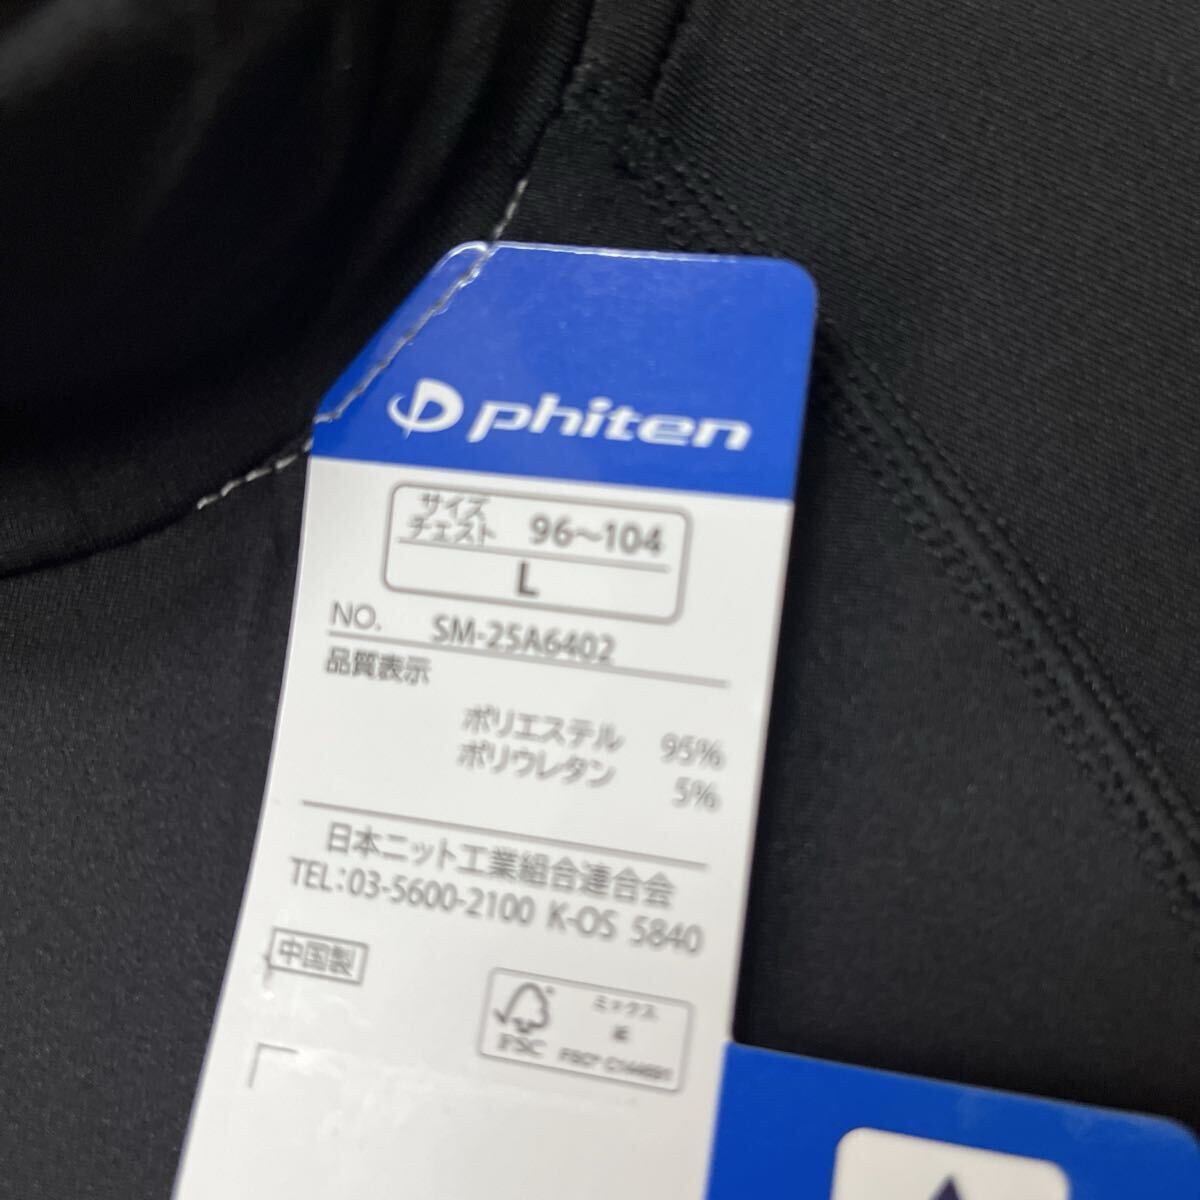 phiten
サイズ
チェスト 96～104
L
NO. SM-25A6402
品質表示
ポリエステル 95%
ポリウレタン 5%
日本ニット工業組合連合会
TEL:03-5600-2100 K-OS 5840
中国製
ミックス
紙
FSC
FSC®